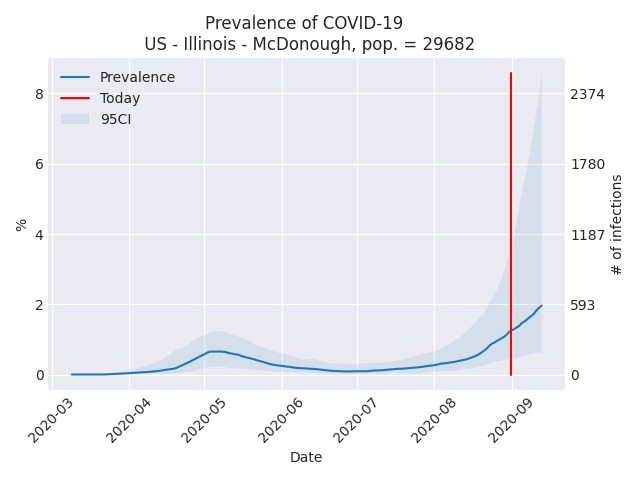 Prevalence of COVID-19
US - Illinois - McDonough, pop. = 29682
Prevalence
Today
95CI
8
6
4
2
0
%
2374
1780
1187
593
0
# of infections
2020-03
2020-04
2020-05
2020-06
2020-07
2020-08
2020-09
Date